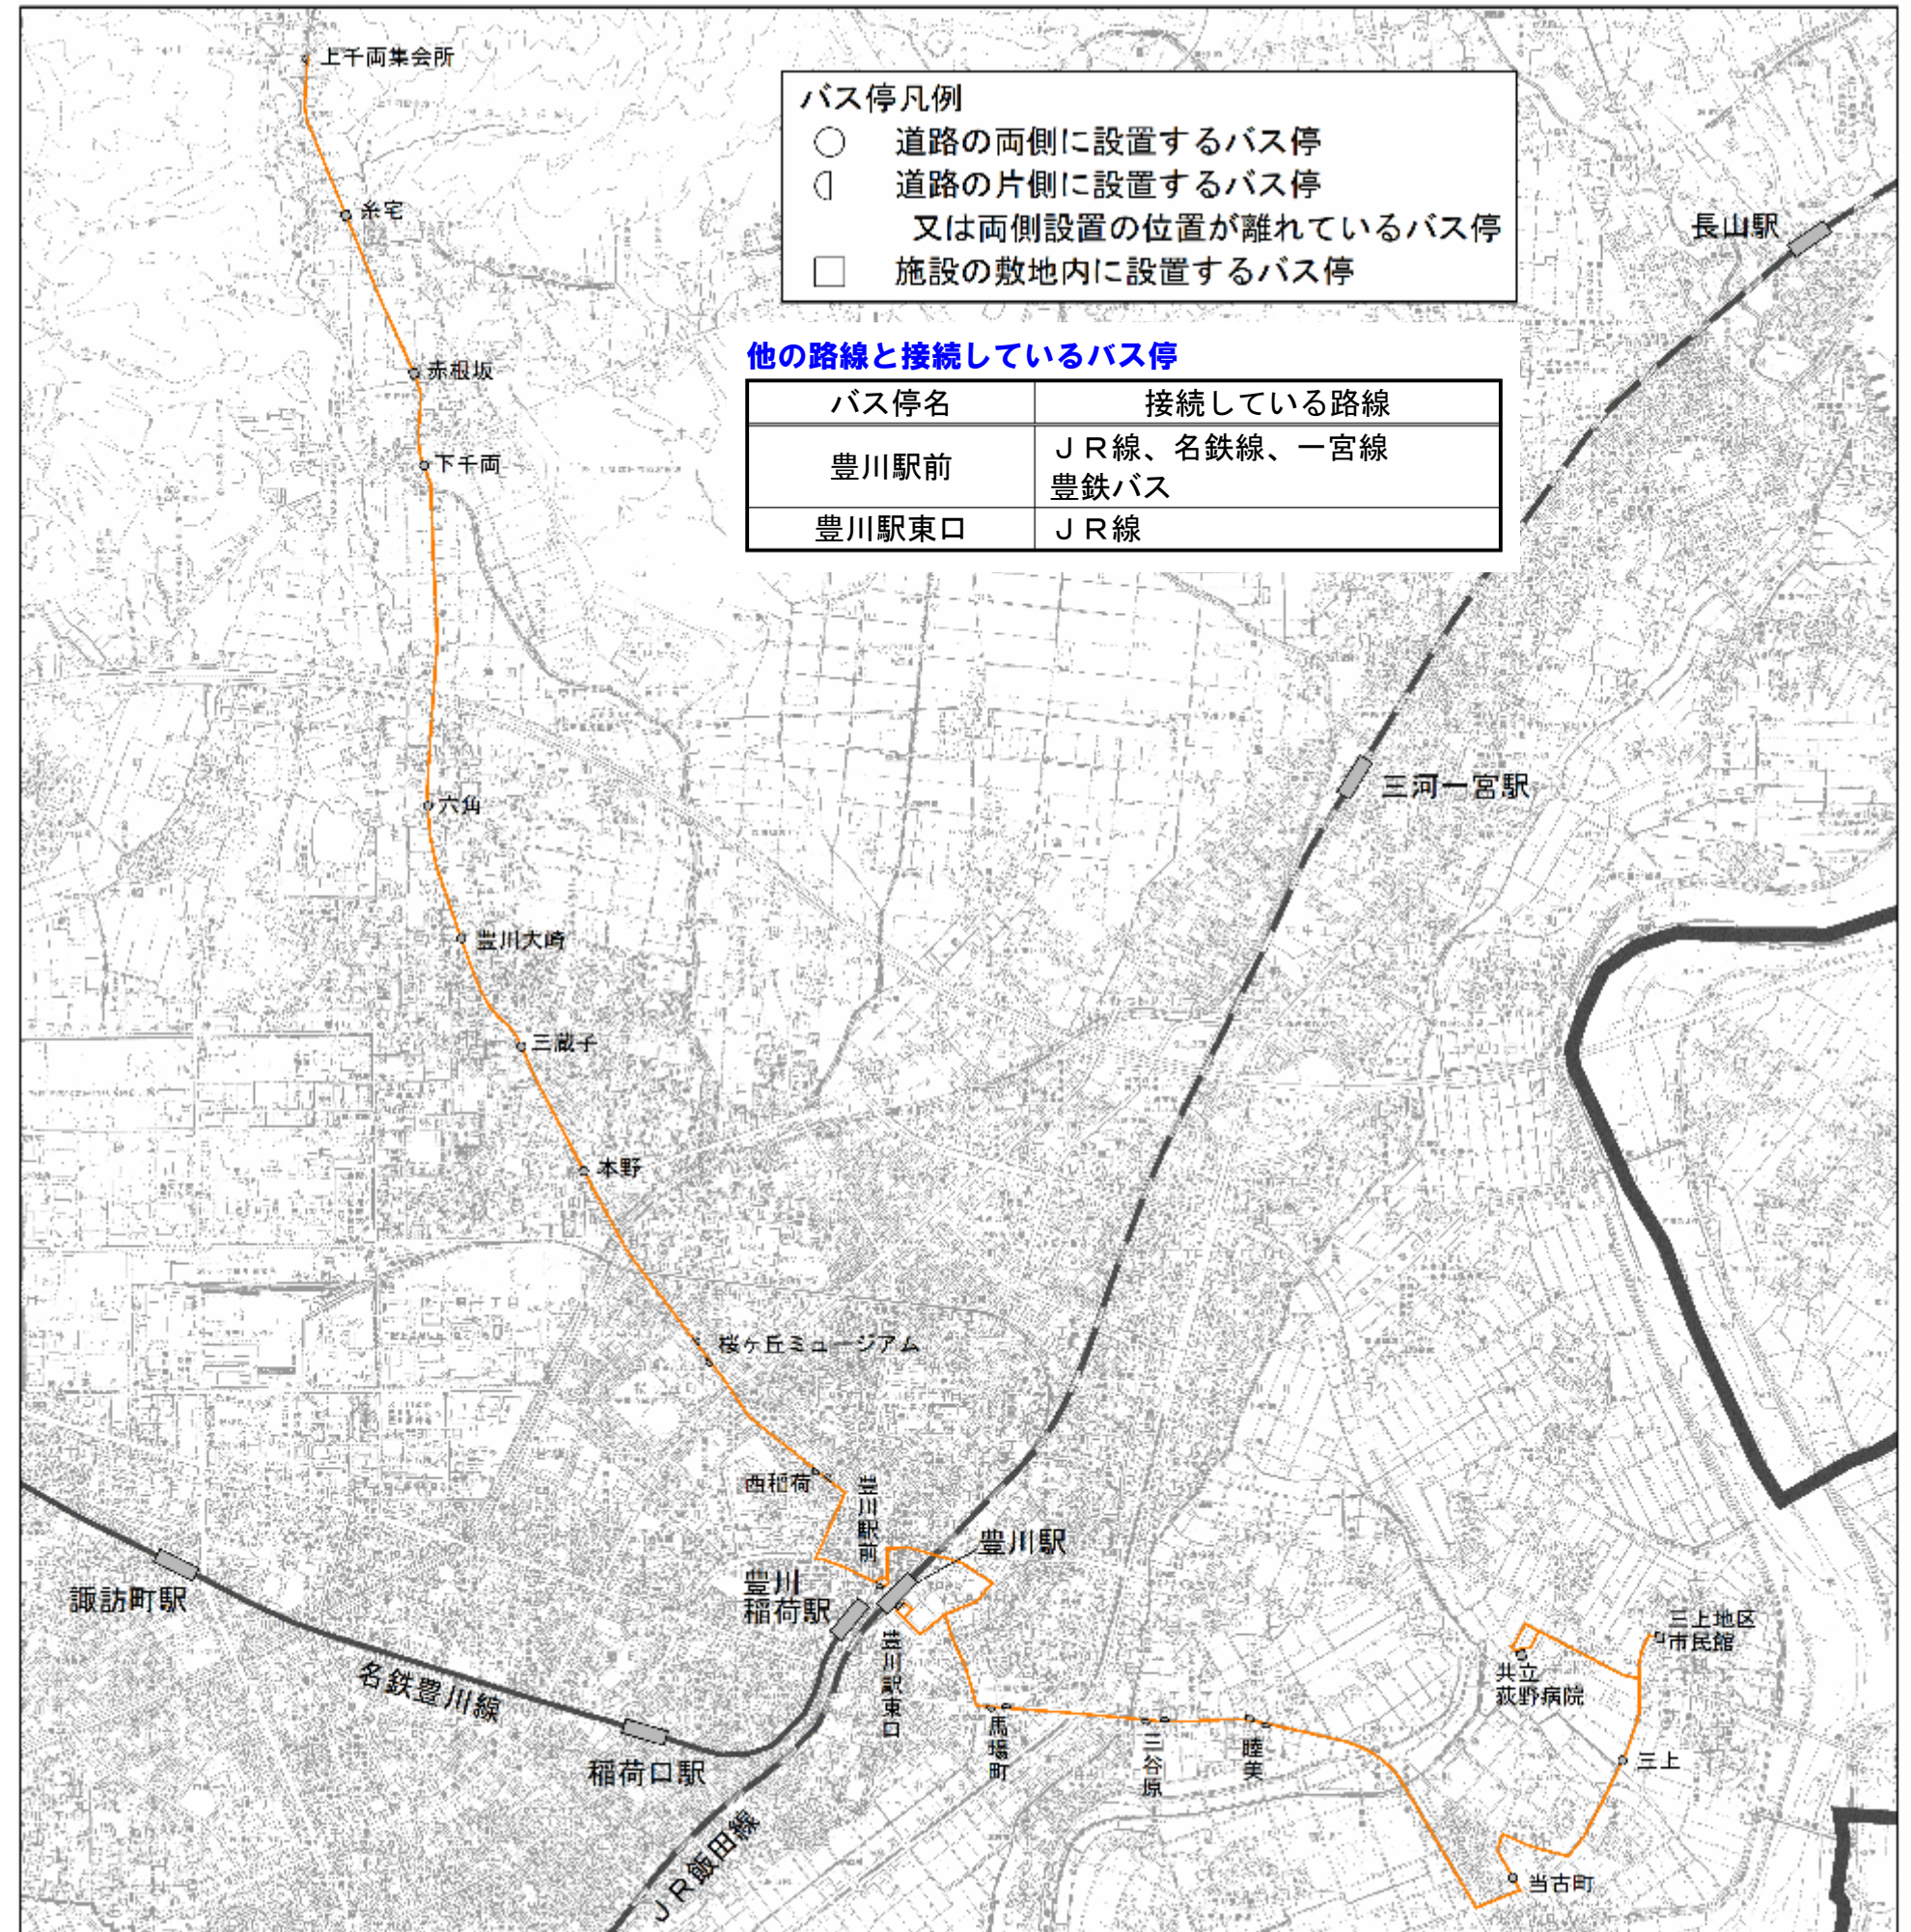 上千両集会所
バス停凡例
道路の両側に設置するバス停
道路の片側に設置するバス停
又は両側設置の位置が離れているバス停
施設の敷地内に設置するバス停
糸宅
長山駅
他の路線と接続しているバス停
バス停名 接続している路線
豊川駅前 ＪＲ線、名鉄線、一宮線
豊鉄バス
豊川駅東口 ＪＲ線
赤根坂
下千両
三河一宮駅
六角
豊川大崎
三蔵子
本野
桜ヶ丘ミュージアム
西稲荷
豊川駅前
豊川駅
豊川
稲荷駅
諏訪町駅
豊川駅東口
名鉄豊川線
稲荷口駅
馬場町
三谷原
睦美
三上地区
市民館
共立
荻野病院
三上
当古町
ＪＲ飯田線